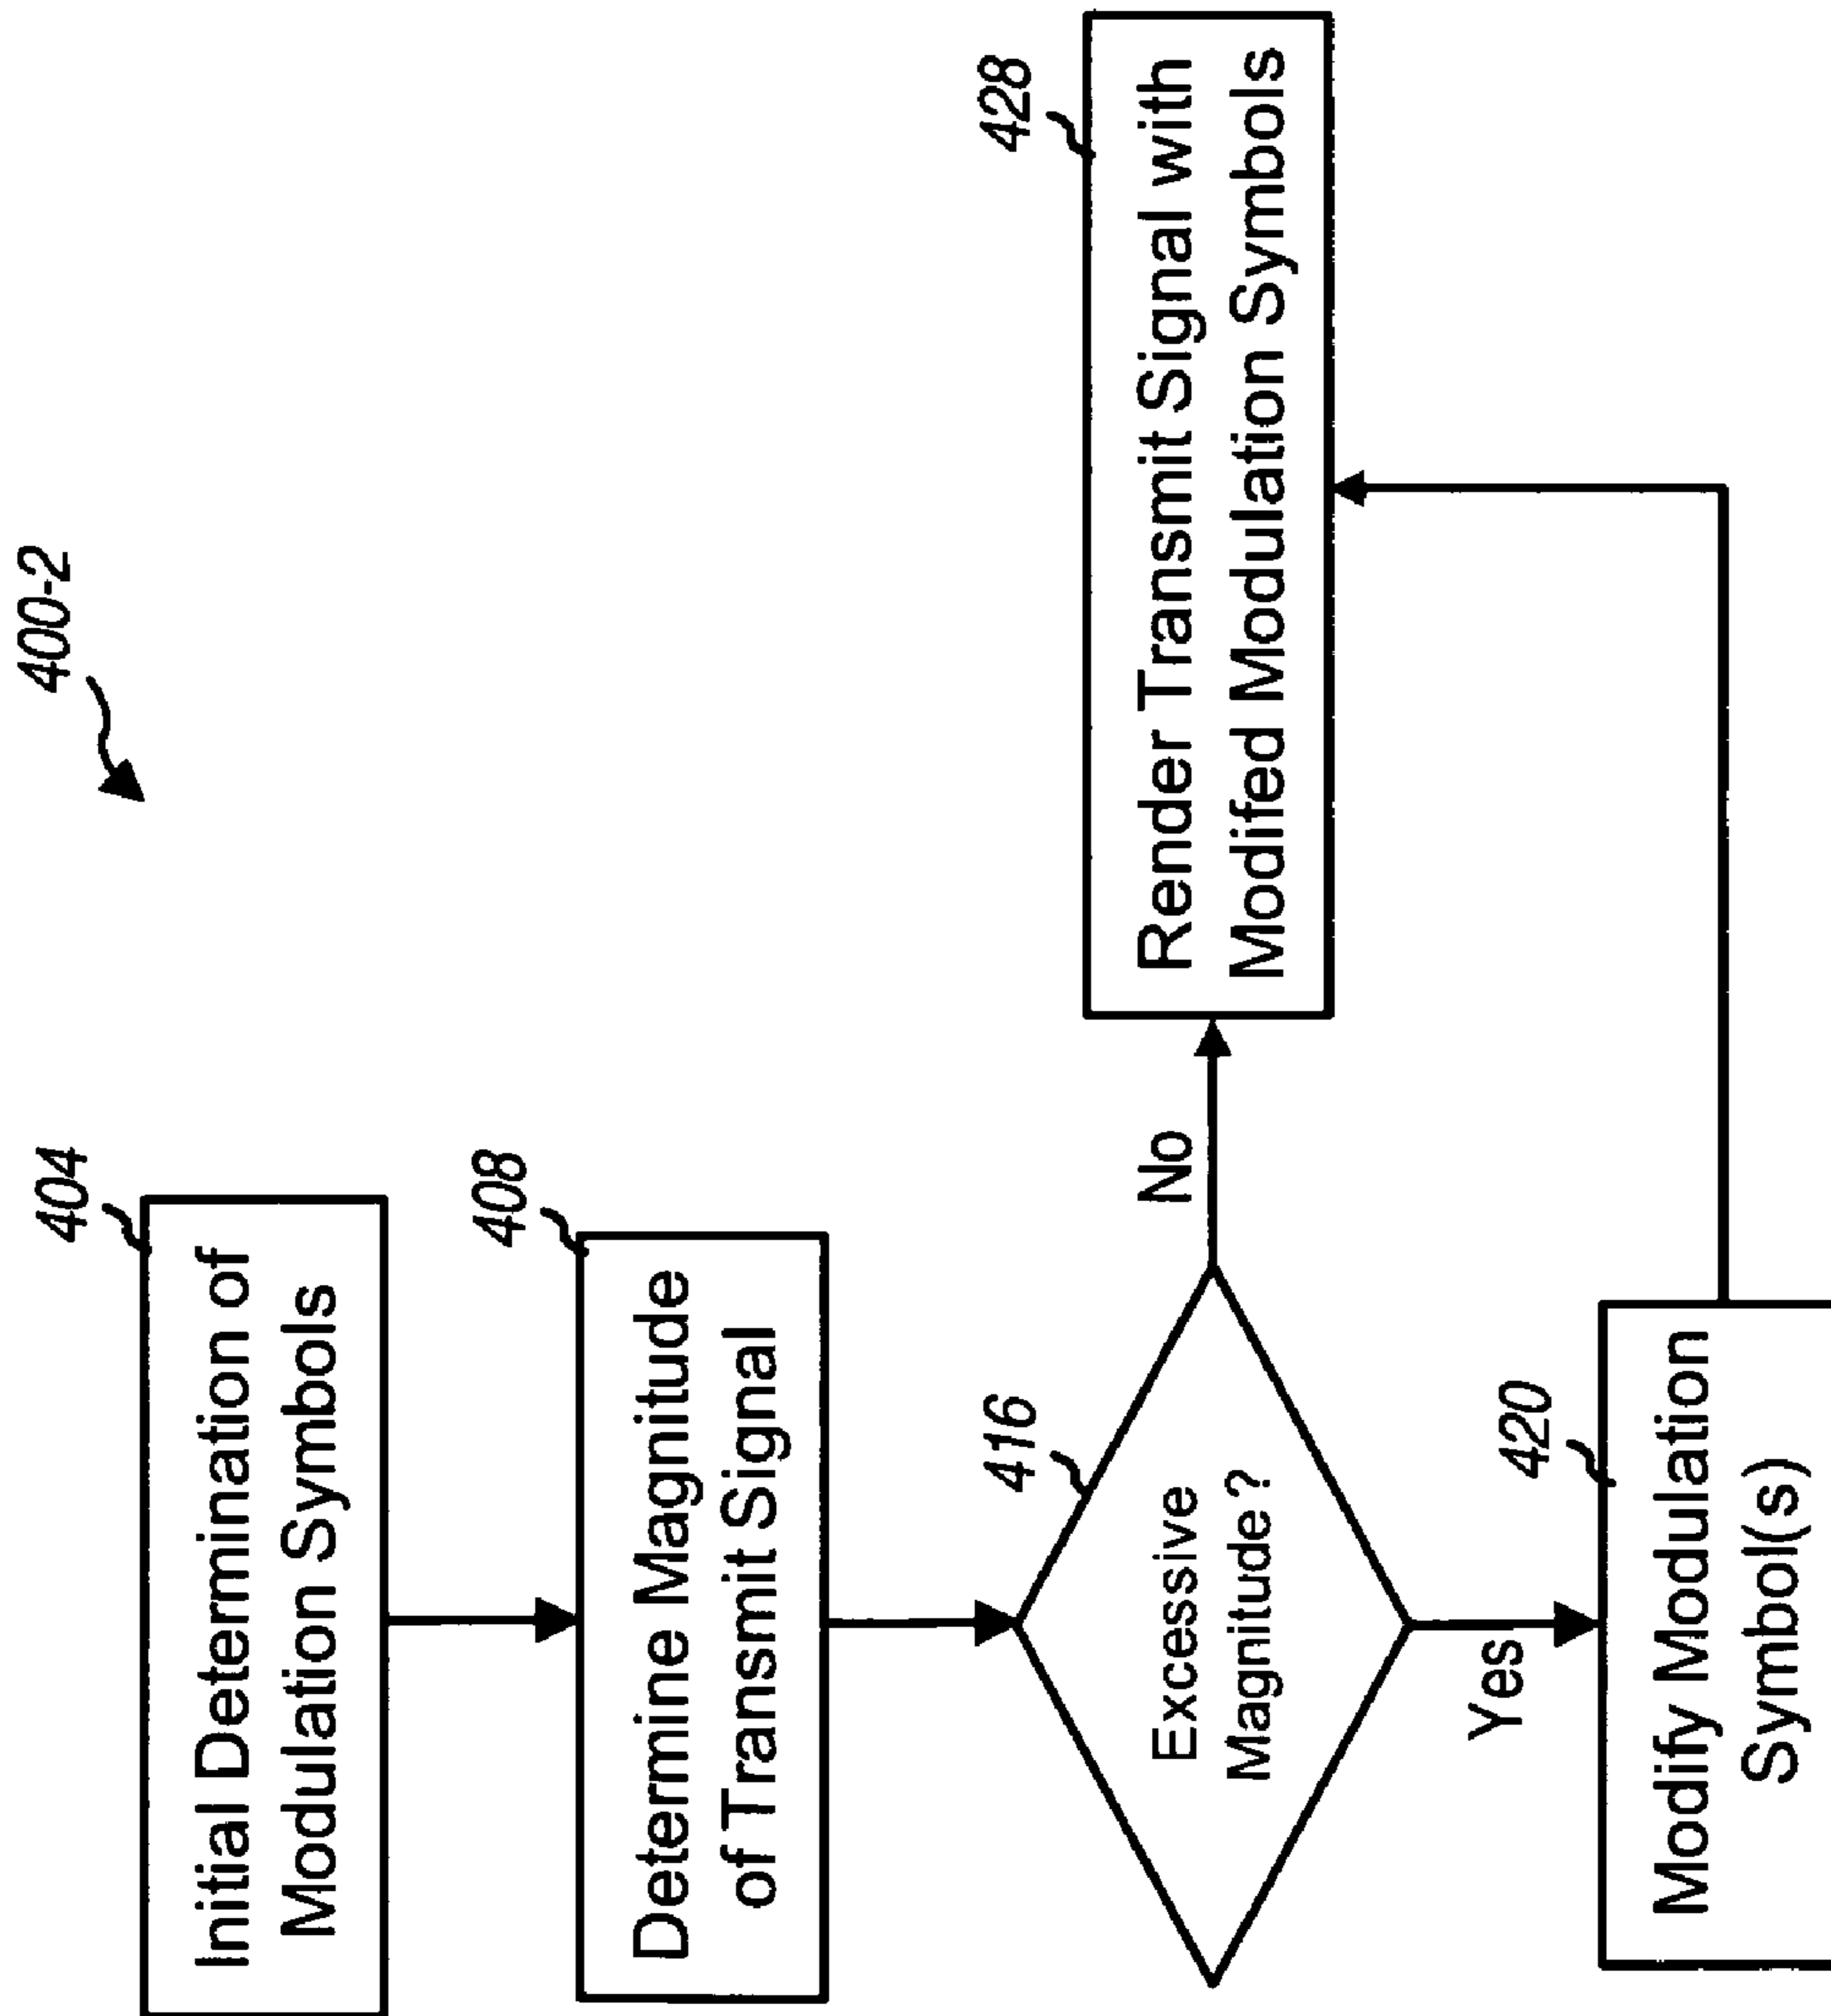 400-2
404
Initial Determination of
Modulation Symbols
408
Determine Magnitude
of Transmit Signal
416
Excessive
Magnitude?
No
428
Render Transmit Signal with
Modifed Modulation Symbols
Yes
420
Modify Modulation
Symbol(s)